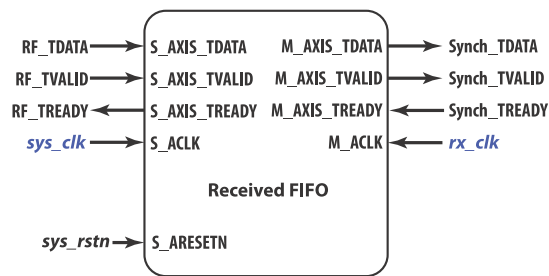 RF_TDATA S_AXIS_TDATA M_AXIS_TDATA Synch_TDATA
RF_TVALID S_AXIS_TVALID M_AXIS_TVALID Synch_TVALID
RF_TREADY S_AXIS_TREADY M_AXIS_TREADY Synch_TREADY
sys_clk S_ACLK M_ACLK rx_clk
Received FIFO
sys_rstn S_ARESETN